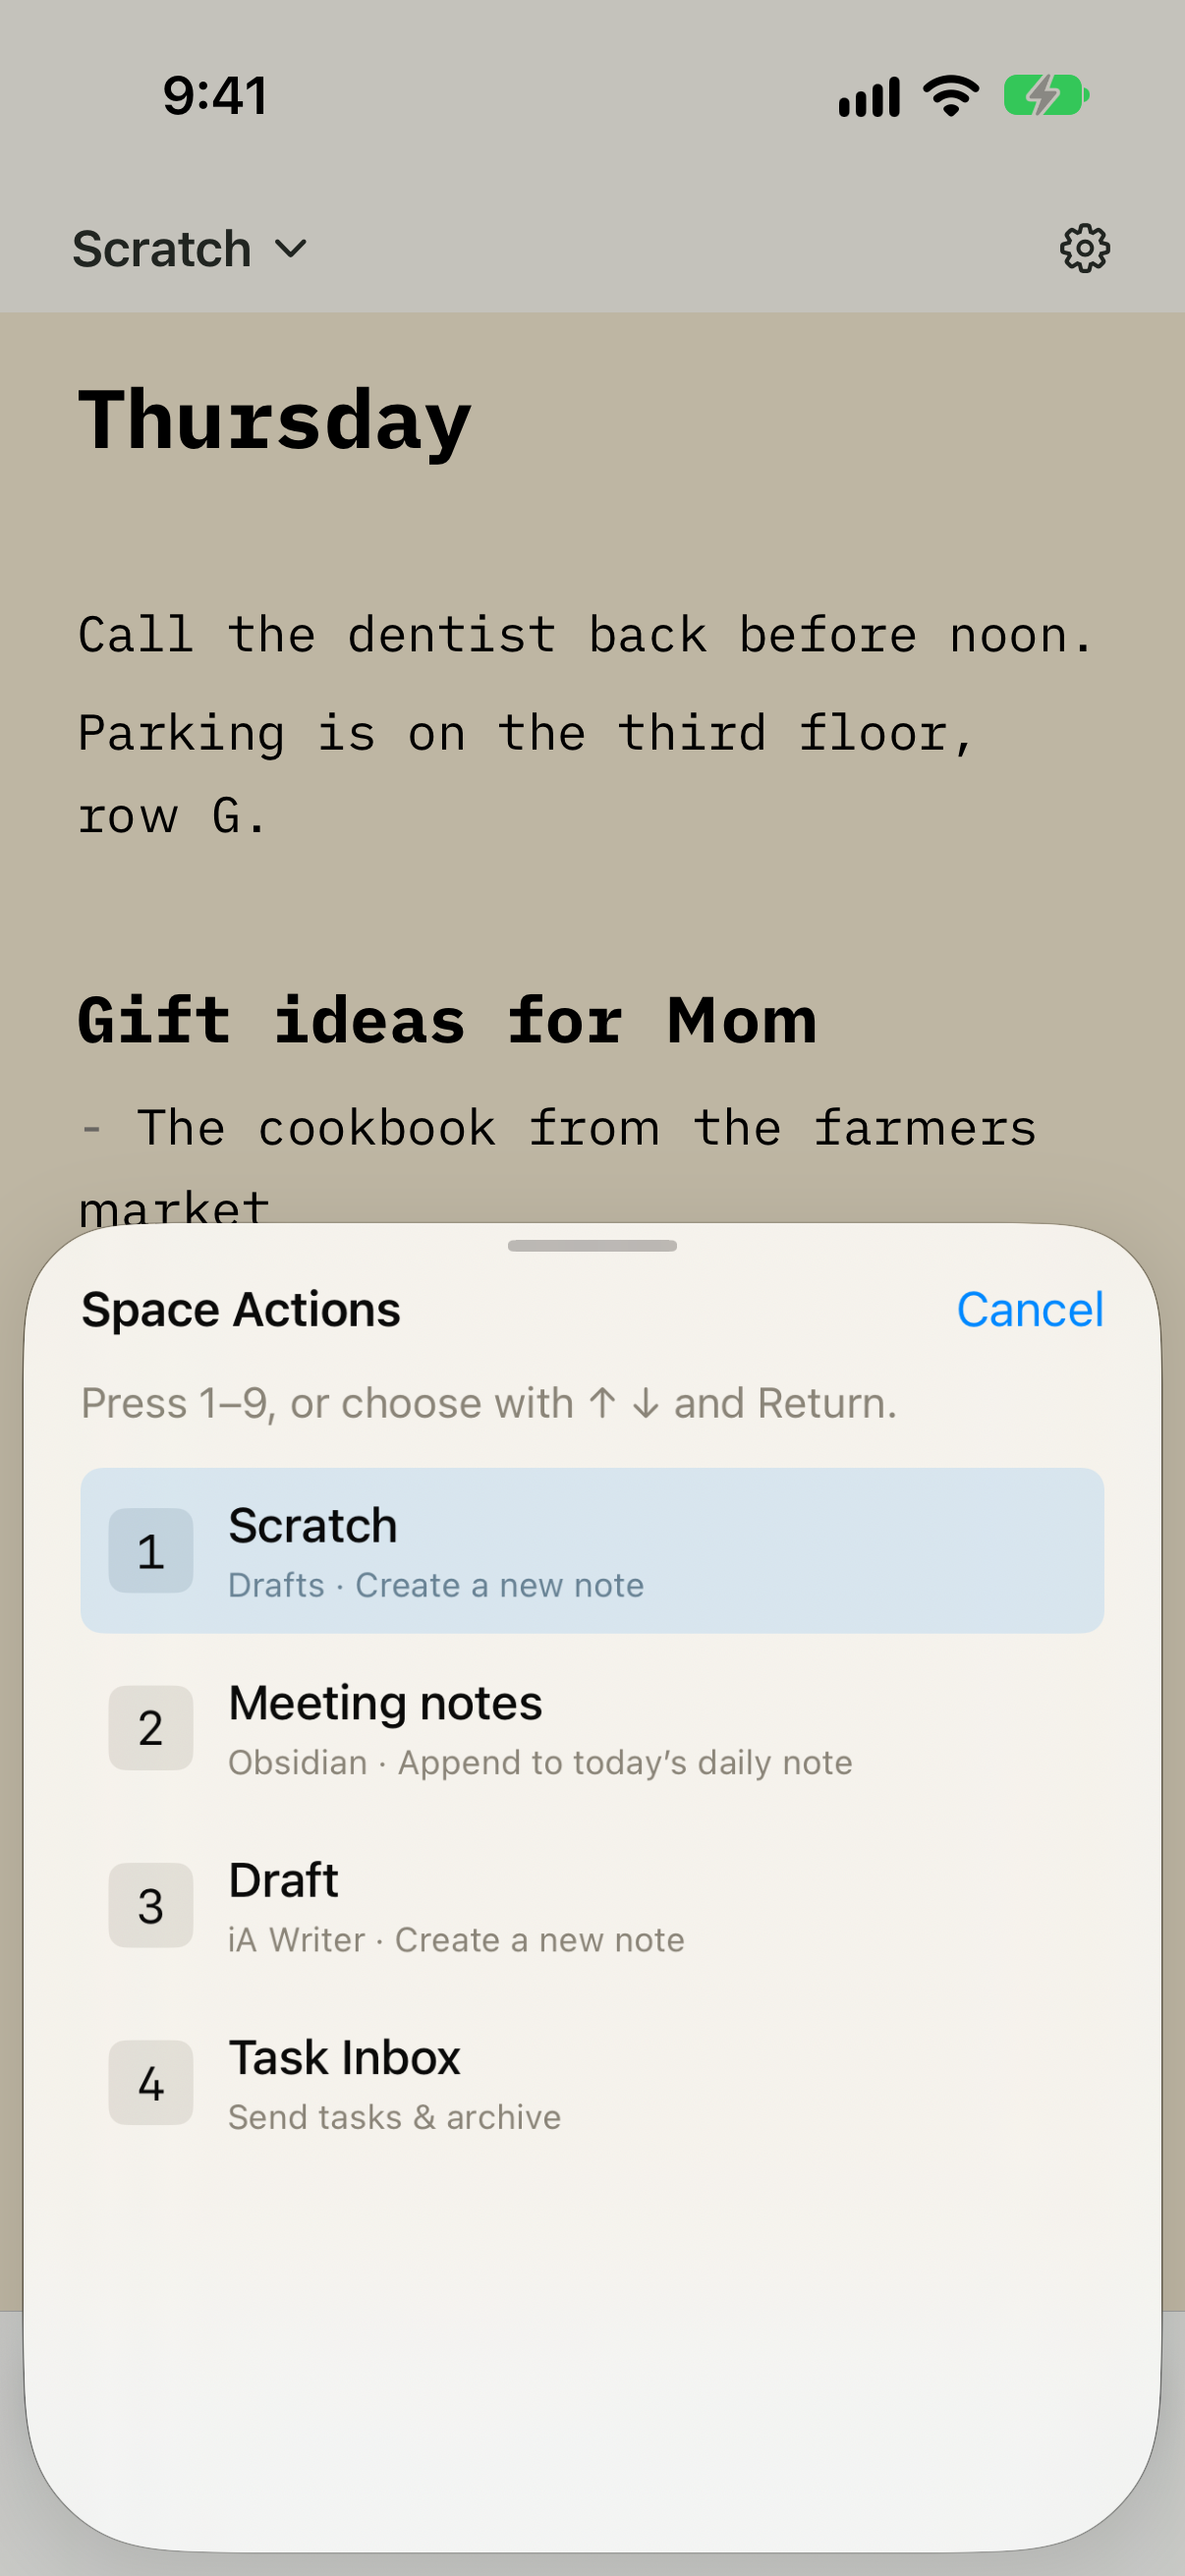 9:41
Scratch
Thursday
Call the dentist back before noon.
Parking is on the third floor,
row G.
Gift ideas for Mom
- The cookbook from the farmers
market
Space Actions
Cancel
Press 1–9, or choose with ↑ ↓ and Return.
1
Scratch
Drafts · Create a new note
2
Meeting notes
Obsidian · Append to today’s daily note
3
Draft
iA Writer · Create a new note
4
Task Inbox
Send tasks & archive